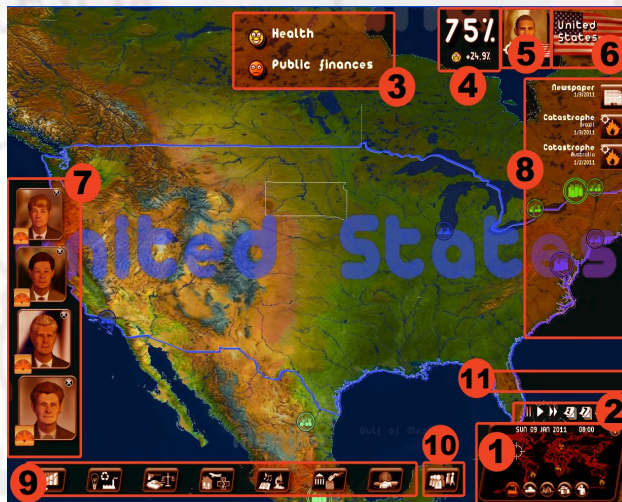 Health
Public finances
3
75%
+24.9%
4
5
United
States
6
Newspaper
1/9/2011
Catastrophe
Brazil
1/3/2011
Catastrophe
Australia
1/2/2011
8
7
United States
11
2
Gulf of Mex
SUN 09 JAN 2011 08:00
1
10
9